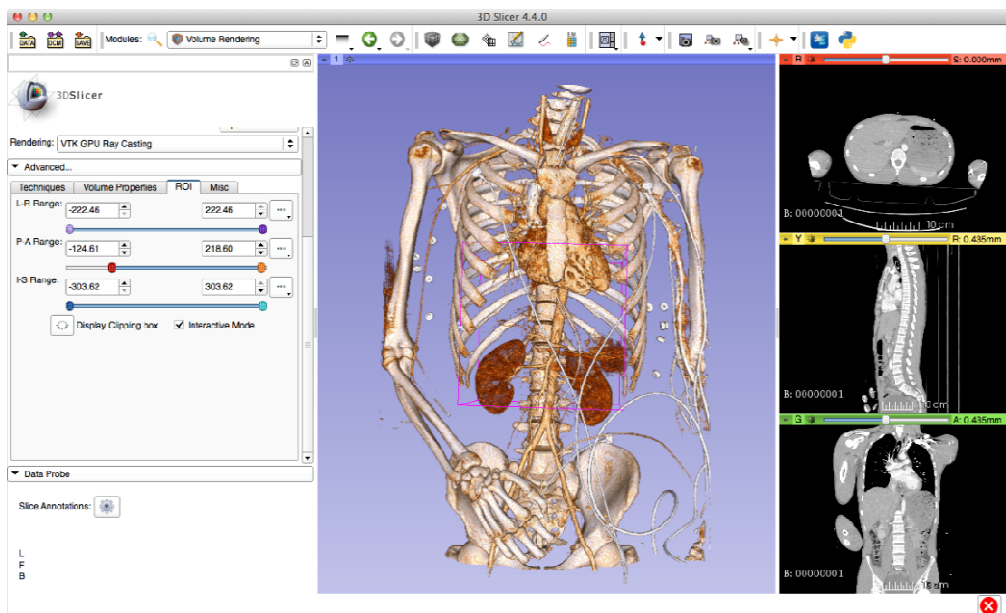 3D Slicer 4.4.0
DATA
DCM
SAVE
Modules:
Volume Rendering
3DSlicer
Rendering: VTK GPU Ray Casting
Advanced...
Techniques Volume Properties ROI Misc
L-R Range: -222.46 222.46
P-A Range: -124.61 218.60
I-S Range: -303.62 303.62
Display Clipping box Interactive Mode
Data Probe
Slice Annotations:
L
F
B
1
R S: 0.000mm
B: 00000001
10 cm
Y R: 0.435mm
B: 00000001
10 cm
G A: 0.435mm
B: 00000001